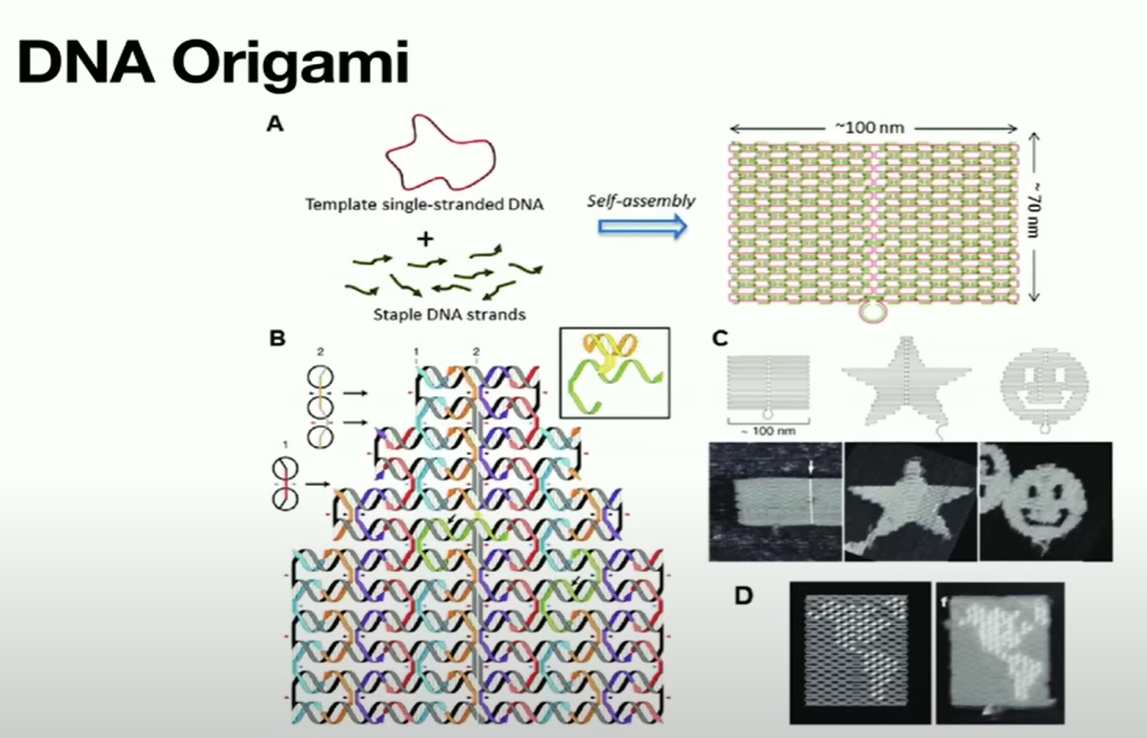 DNA Origami
A
~100 nm
~ 70 nm
Template single-stranded DNA
Self-assembly
+
Staple DNA strands
B
2
1
2
1
C
~ 100 nm
D
f